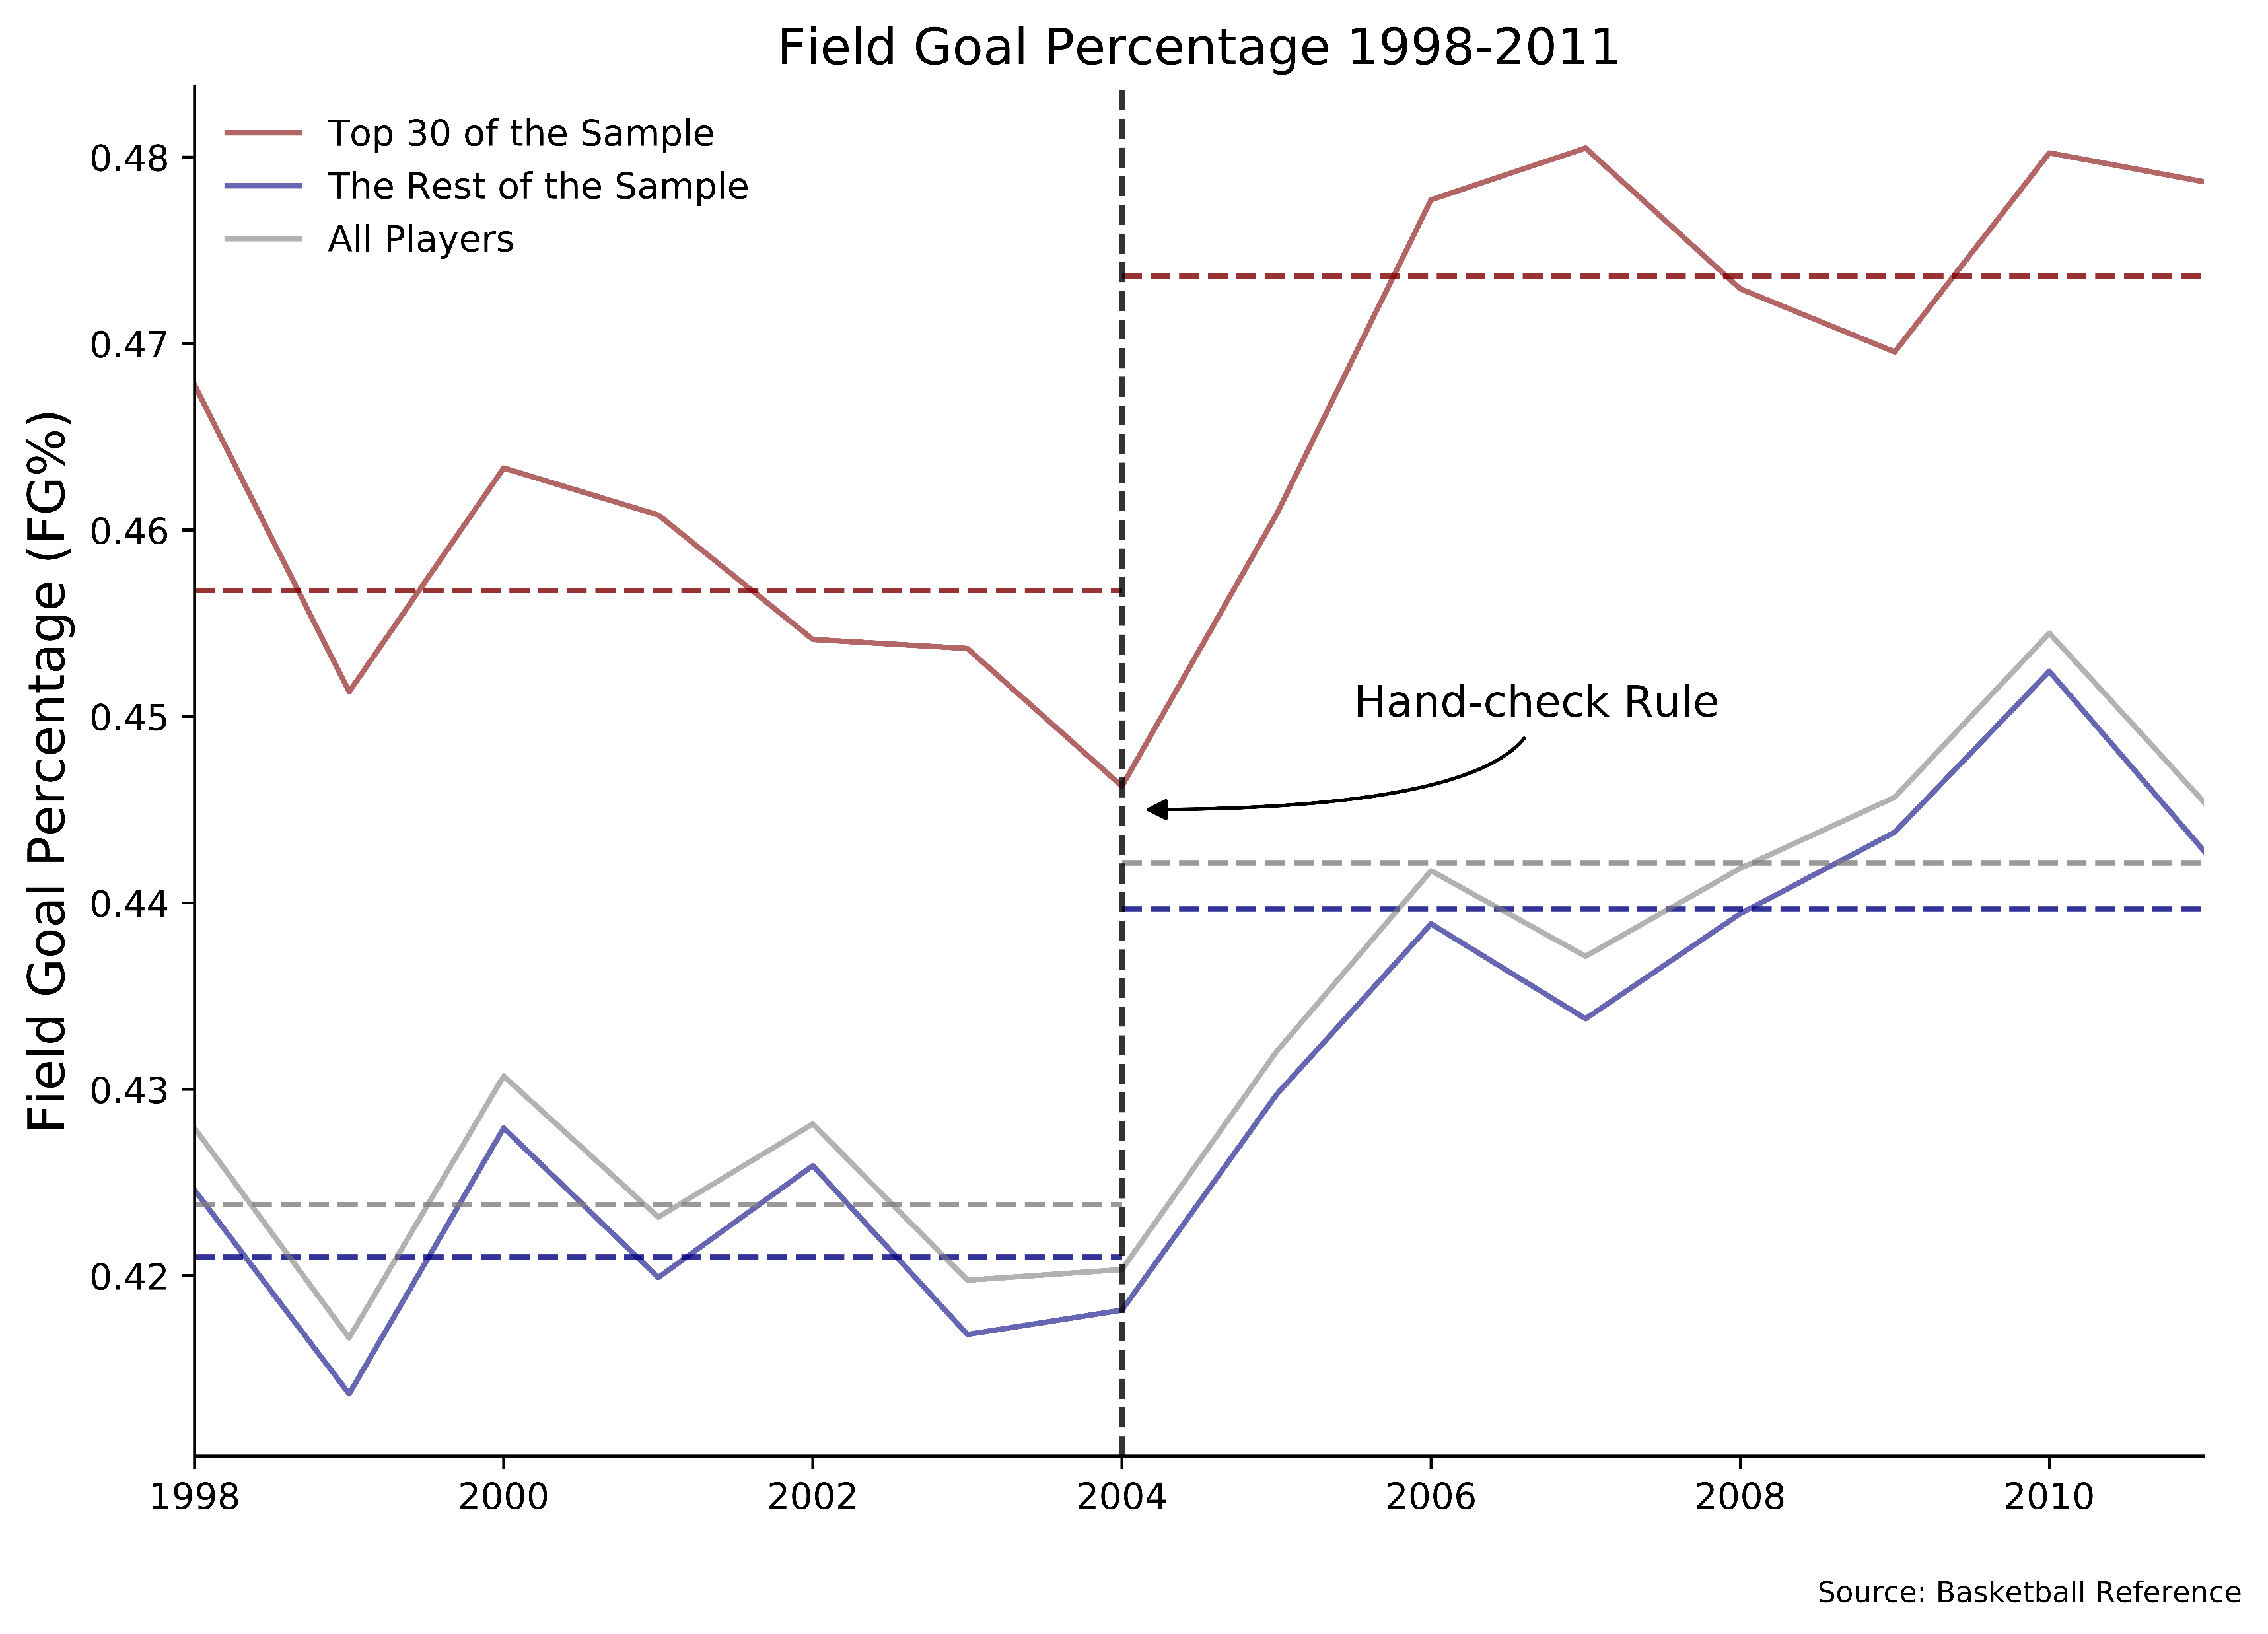 Field Goal Percentage 1998-2011
Top 30 of the Sample
The Rest of the Sample
All Players
Field Goal Percentage (FG%)
0.48
0.47
0.46
0.45
0.44
0.43
0.42
Hand-check Rule
1998 2000 2002 2004 2006 2008 2010
Source: Basketball Reference